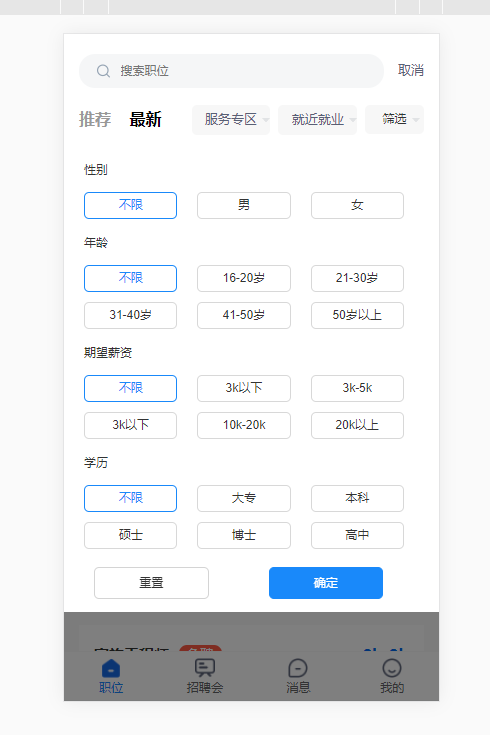 搜索职位 取消
推荐 最新 服务专区 就近就业 筛选
性别
不限 男 女
年龄
不限 16-20岁 21-30岁
31-40岁 41-50岁 50岁以上
期望薪资
不限 3k以下 3k-5k
3k以下 10k-20k 20k以上
学历
不限 大专 本科
硕士 博士 高中
重置 确定
职位 招聘会 消息 我的